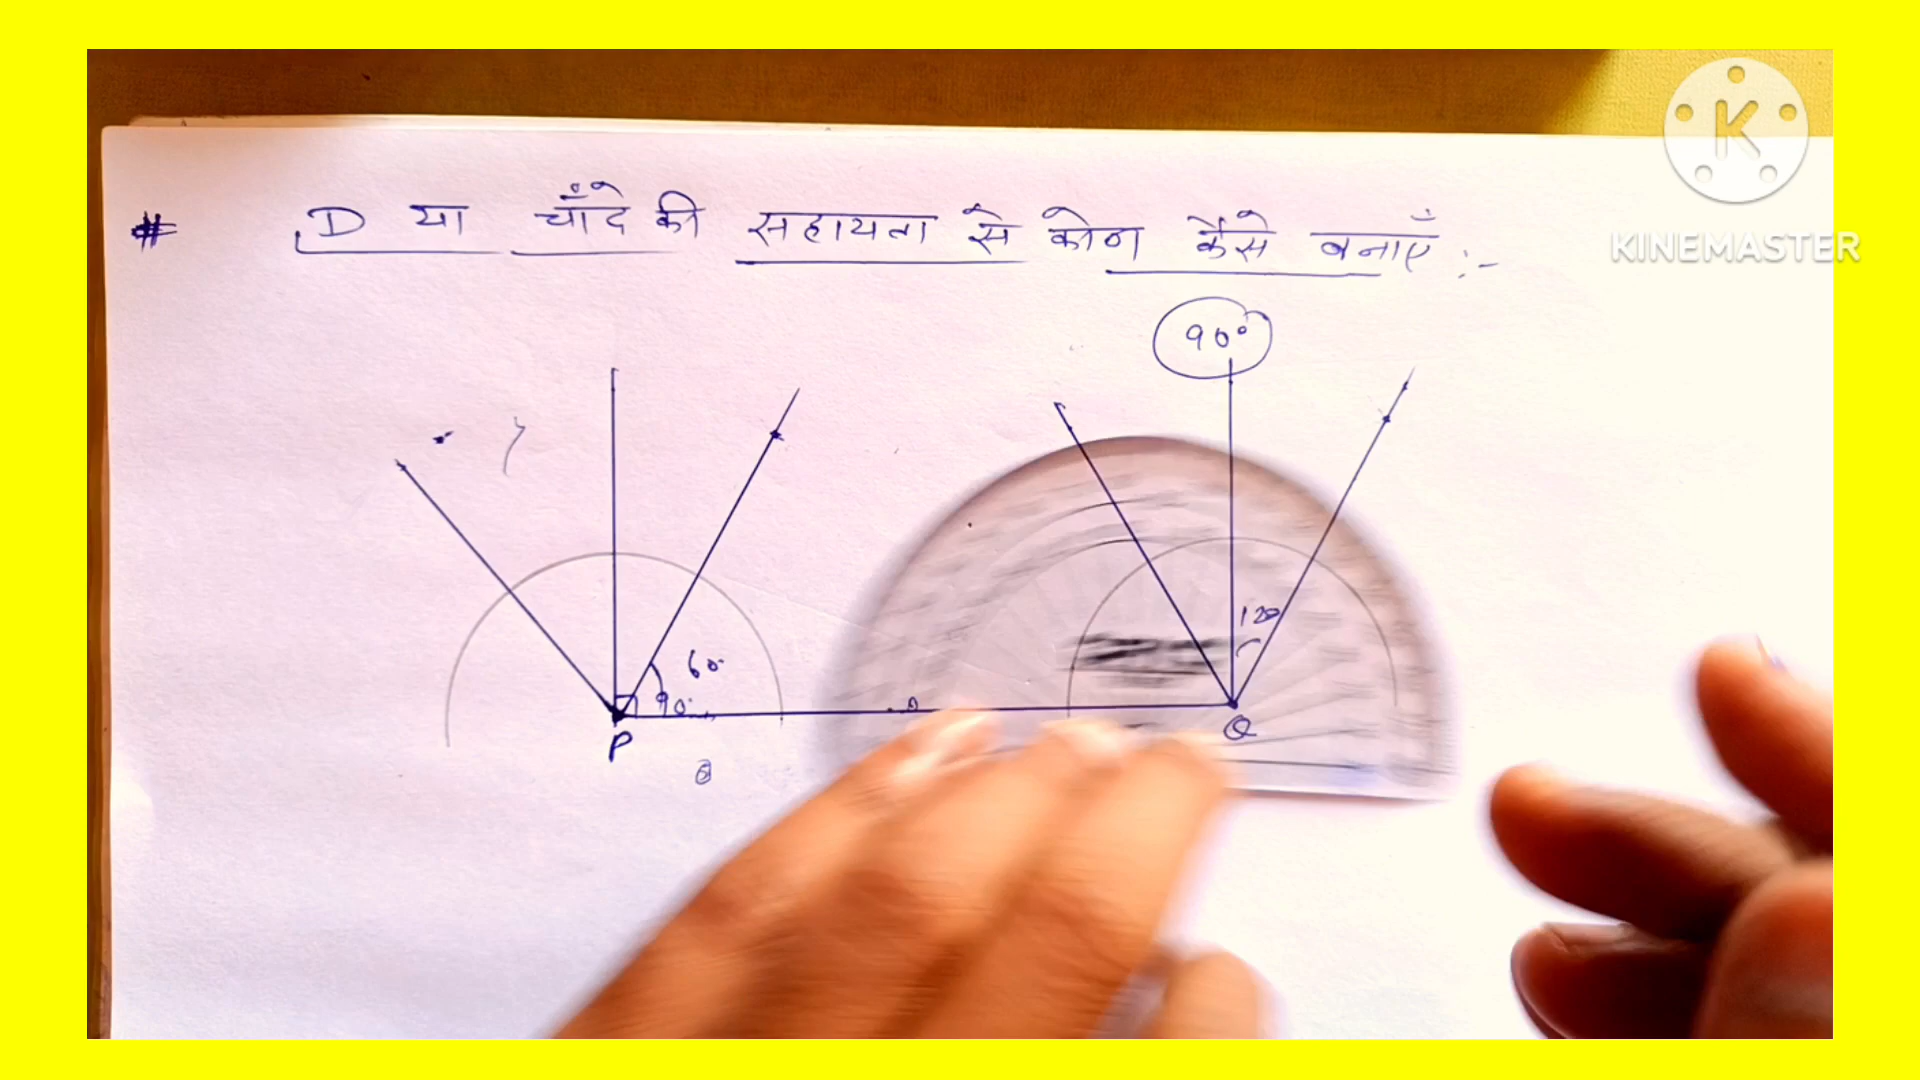 # D या चाँदे की सहायता से कोण कैसे बनाएँ :-
90°
60°
90°
120
P
Q
θ
K
KINEMASTER